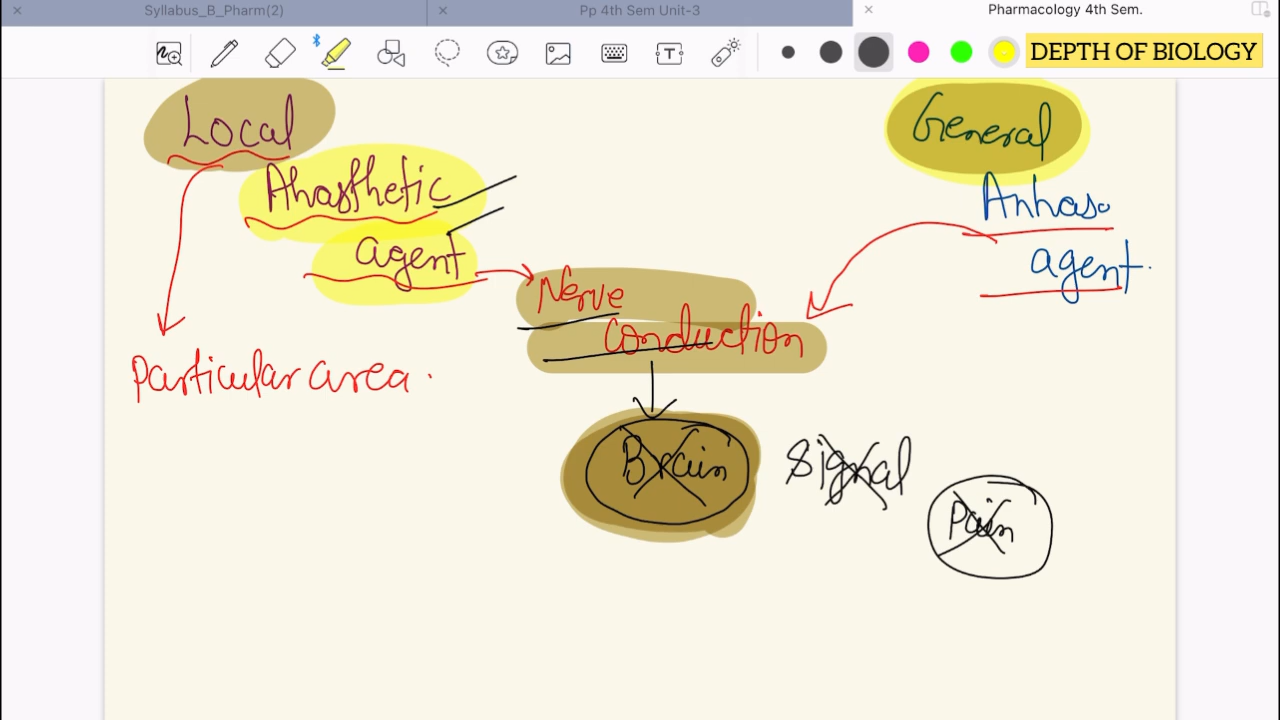 Syllabus_B_Pharm(2)
Pp 4th Sem Unit-3
Pharmacology 4th Sem.
DEPTH OF BIOLOGY
Local
Anasthetic
agent
General
Anhaso
agent.
Nerve
Conduction
Particular area.
Brain
Signal
Pain